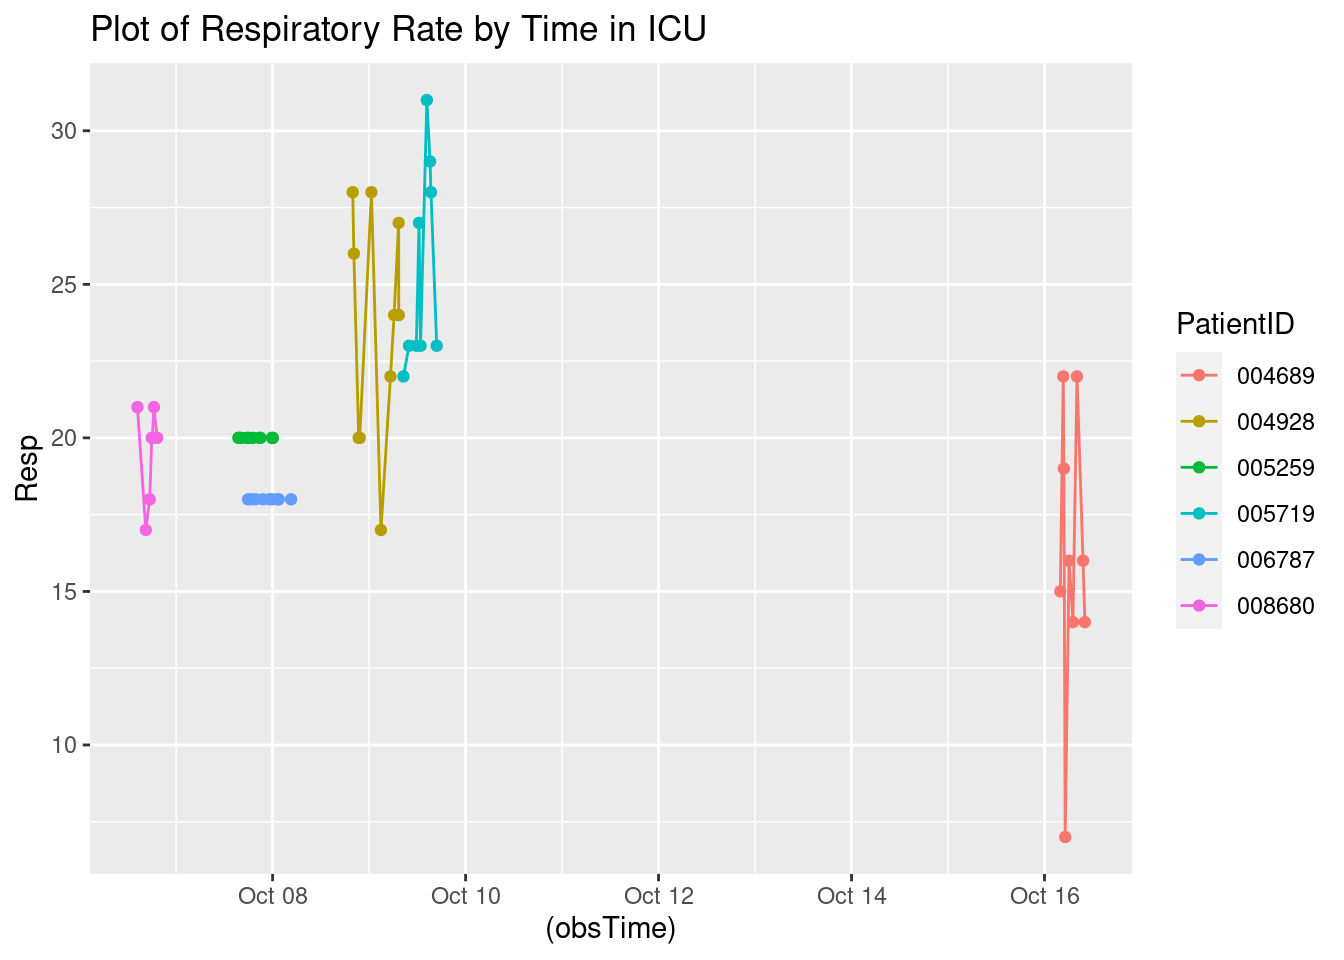 Plot of Respiratory Rate by Time in ICU
30
25
20
15
10
Resp
Oct 08
Oct 10
Oct 12
Oct 14
Oct 16
(obsTime)
PatientID
004689
004928
005259
005719
006787
008680